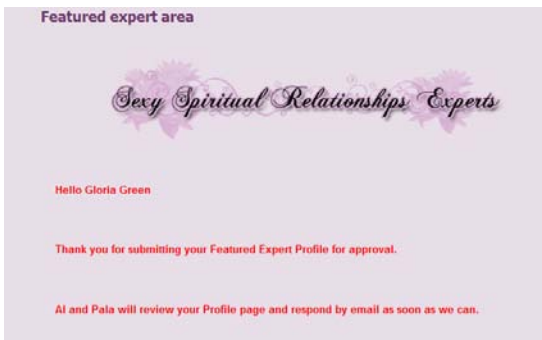 Featured expert area
Sexy Spiritual Relationships Experts
Hello Gloria Green
Thank you for submitting your Featured Expert Profile for approval.
Al and Pala will review your Profile page and respond by email as soon as we can.